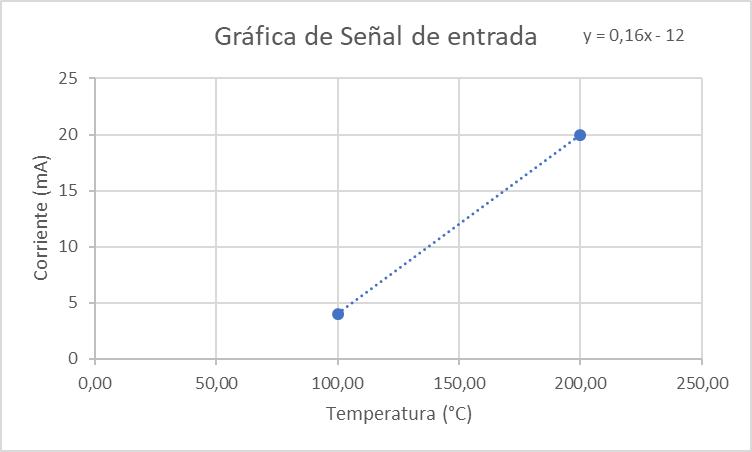 Gráfica de Señal de entrada
y = 0,16x - 12
25
20
15
10
5
0
Corriente (mA)
0,00 50,00 100,00 150,00 200,00 250,00
Temperatura (°C)